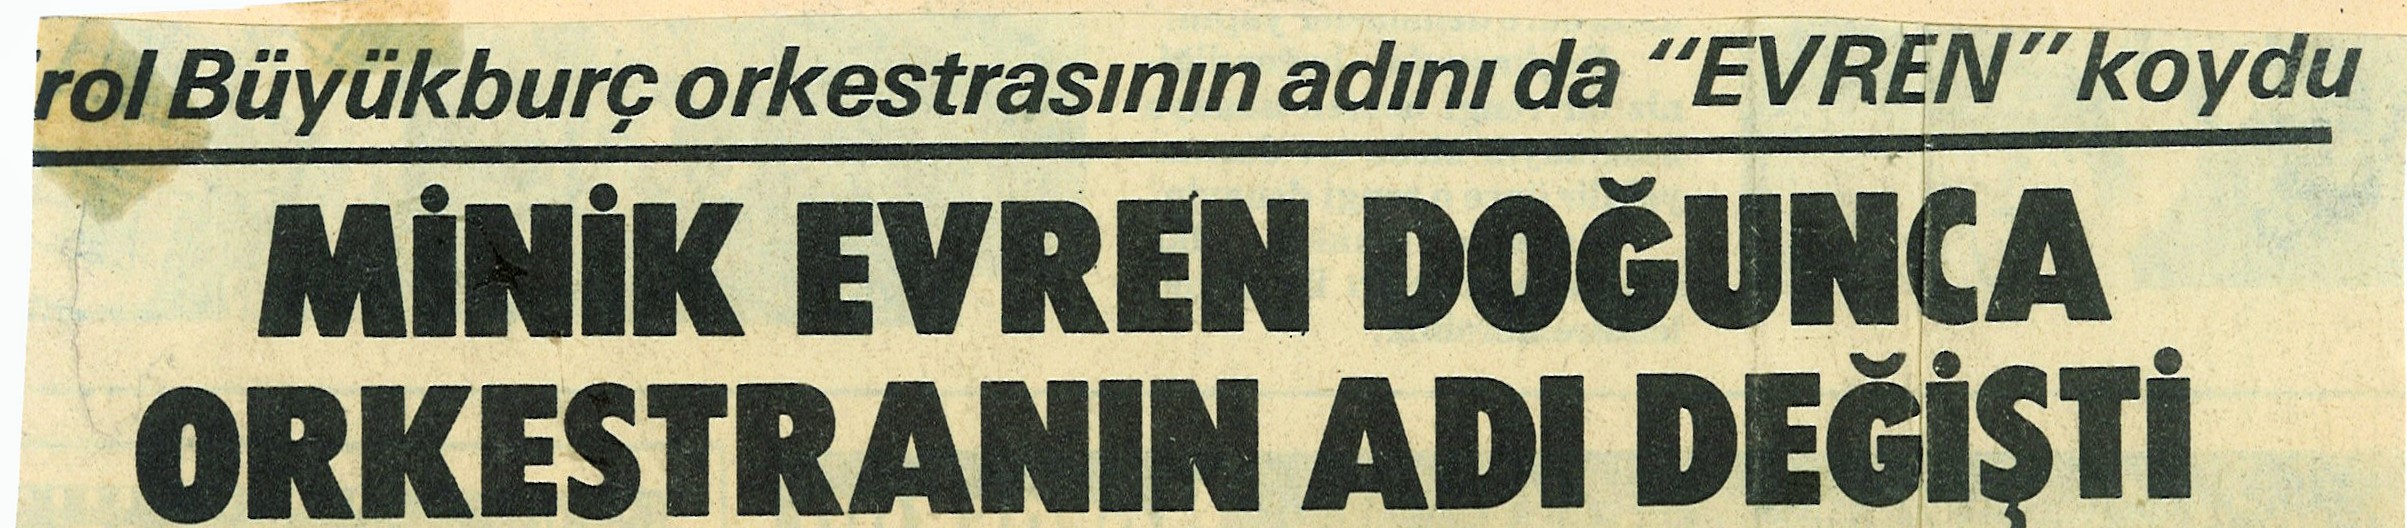 rol Büyükburç orkestrasının adını da "EVREN" koydu
MİNİK EVREN DOĞUNCA
ORKESTRANIN ADI DEĞİŞTİ